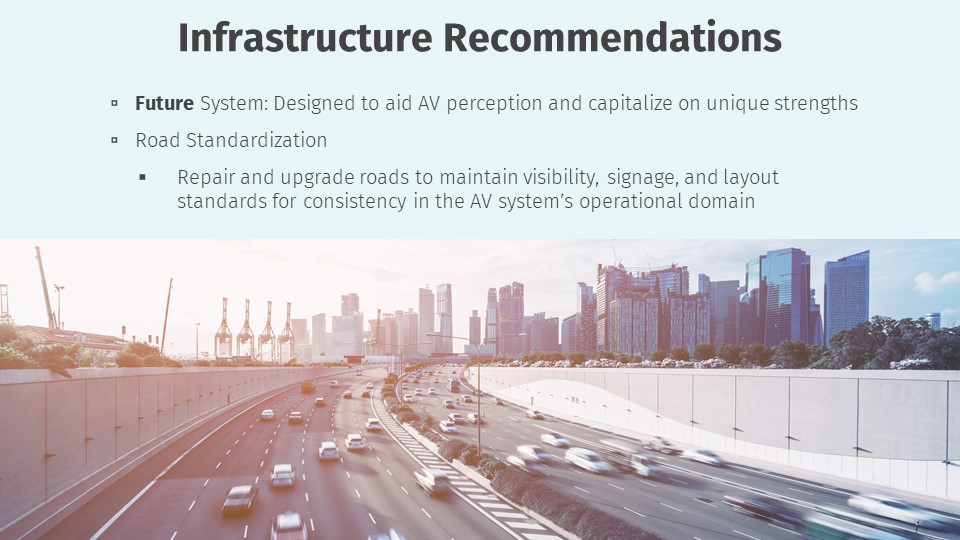 Infrastructure Recommendations
Future System: Designed to aid AV perception and capitalize on unique strengths
Road Standardization
Repair and upgrade roads to maintain visibility, signage, and layout
standards for consistency in the AV system’s operational domain